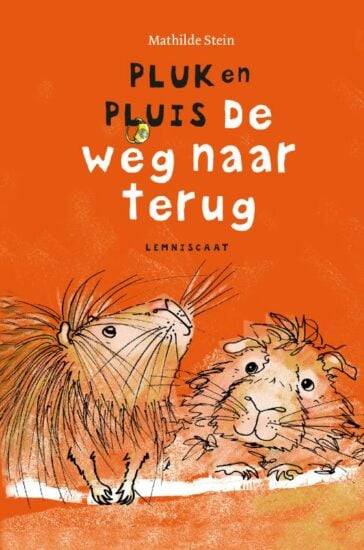 Mathilde Stein
PLUK en
PLUIS De
weg naar
terug
LEMNISCAAT